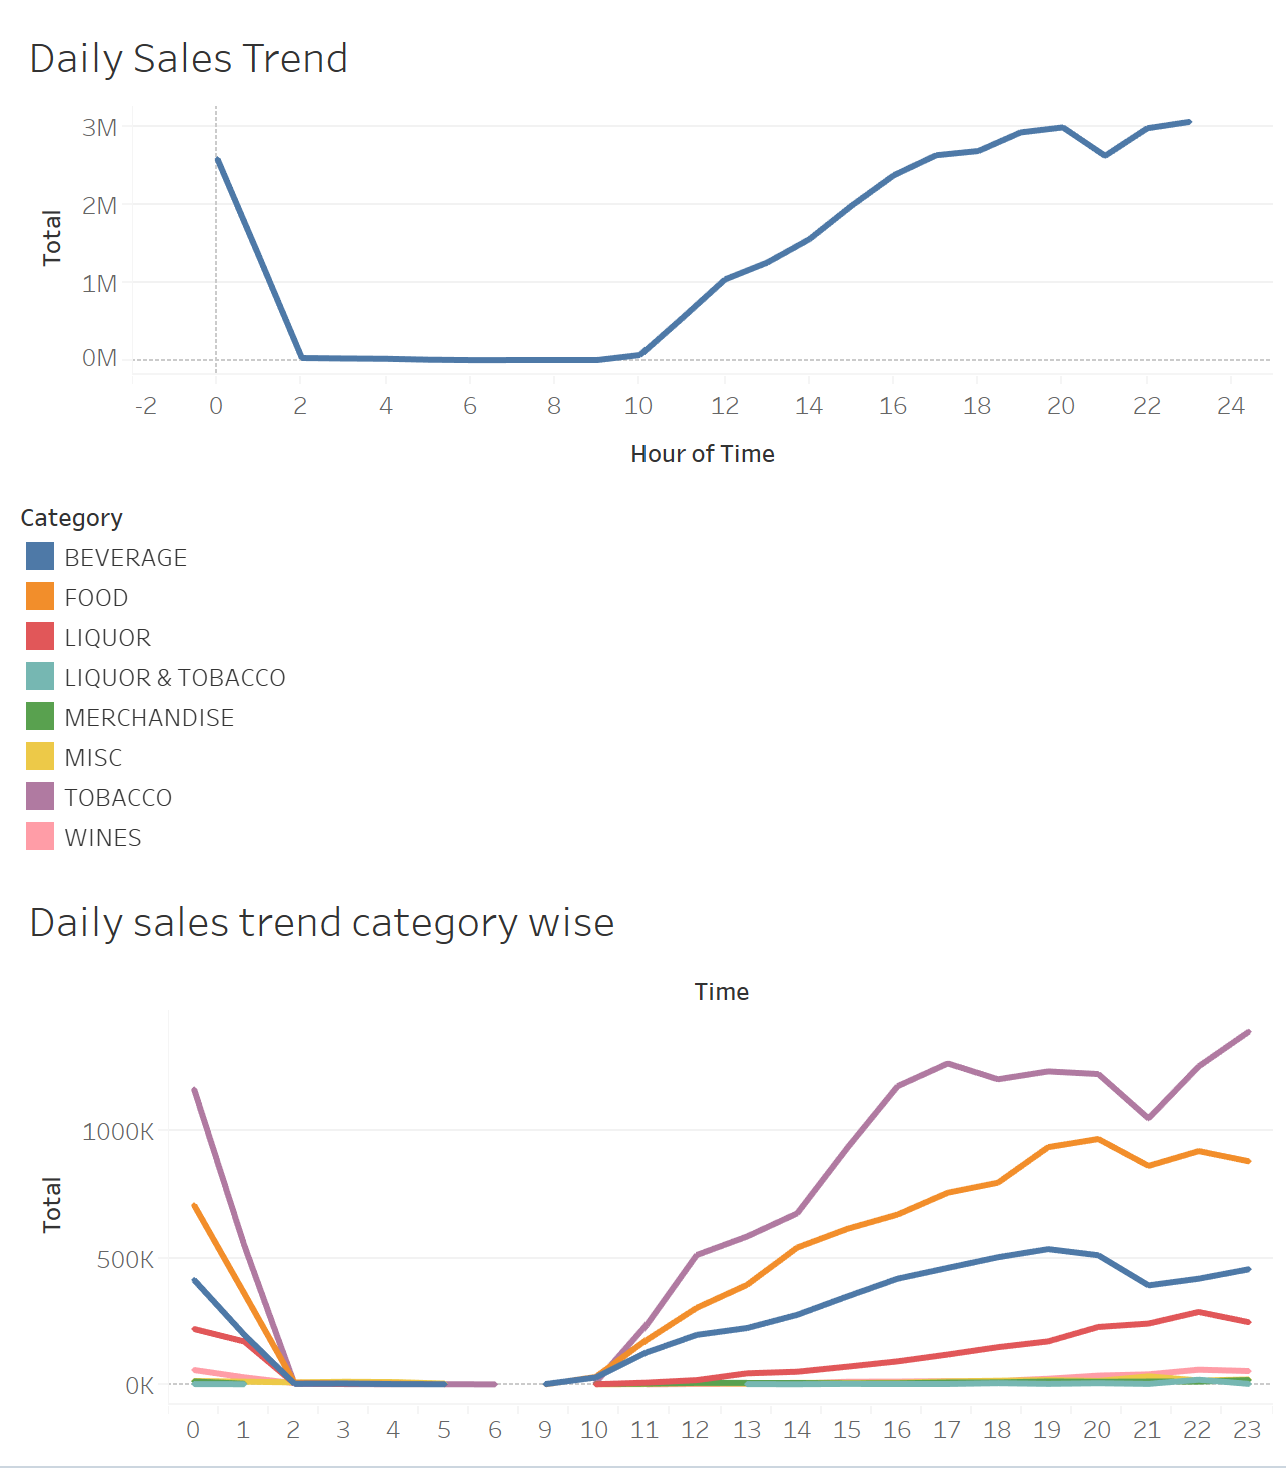 Daily Sales Trend
3M
2M
1M
0M
Total
-2 0 2 4 6 8 10 12 14 16 18 20 22 24
Hour of Time
Category
BEVERAGE
FOOD
LIQUOR
LIQUOR & TOBACCO
MERCHANDISE
MISC
TOBACCO
WINES
Daily sales trend category wise
Time
1000K
500K
0K
Total
0 1 2 3 4 5 6 9 10 11 12 13 14 15 16 17 18 19 20 21 22 23